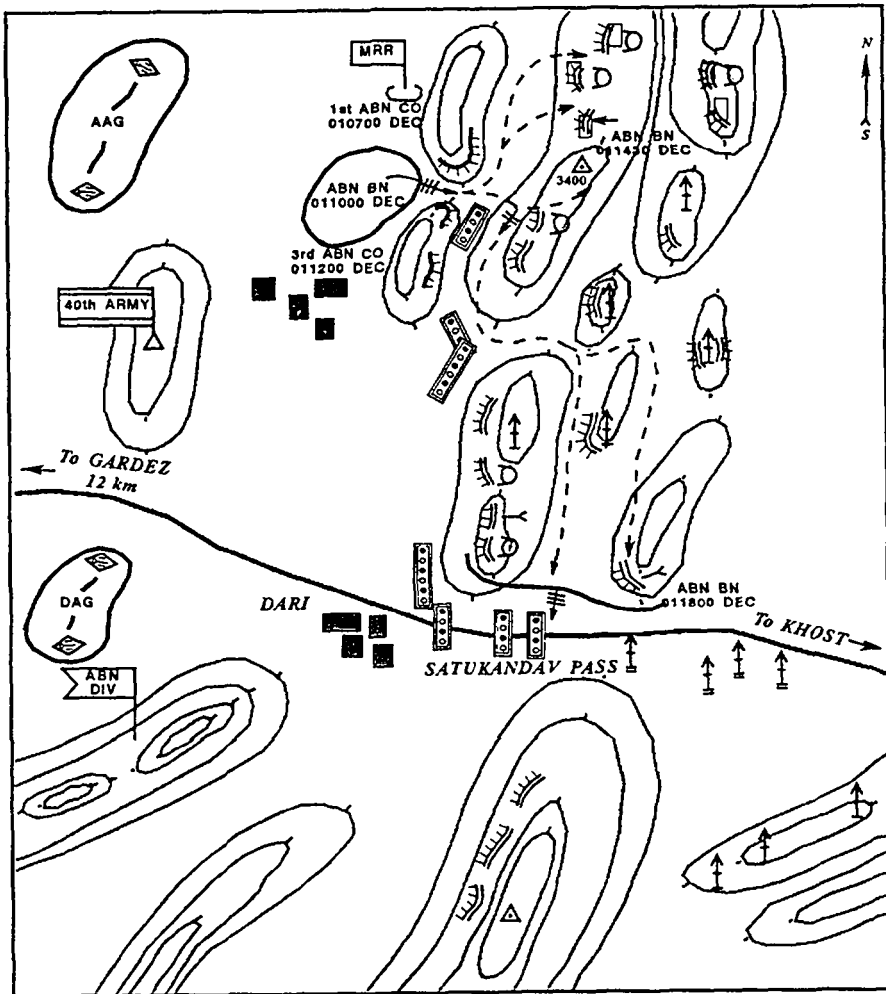 MRR
N
S
AAG
1st ABN CO
010700 DEC
ABN BN
011430 DEC
3400
ABN BN
011000 DEC
3rd ABN CO
011200 DEC
40th ARMY
To GARDEZ
12 km
DAG
DARI
ABN BN
011800 DEC
To KHOST
SATUKANDAV PASS
ABN
DIV